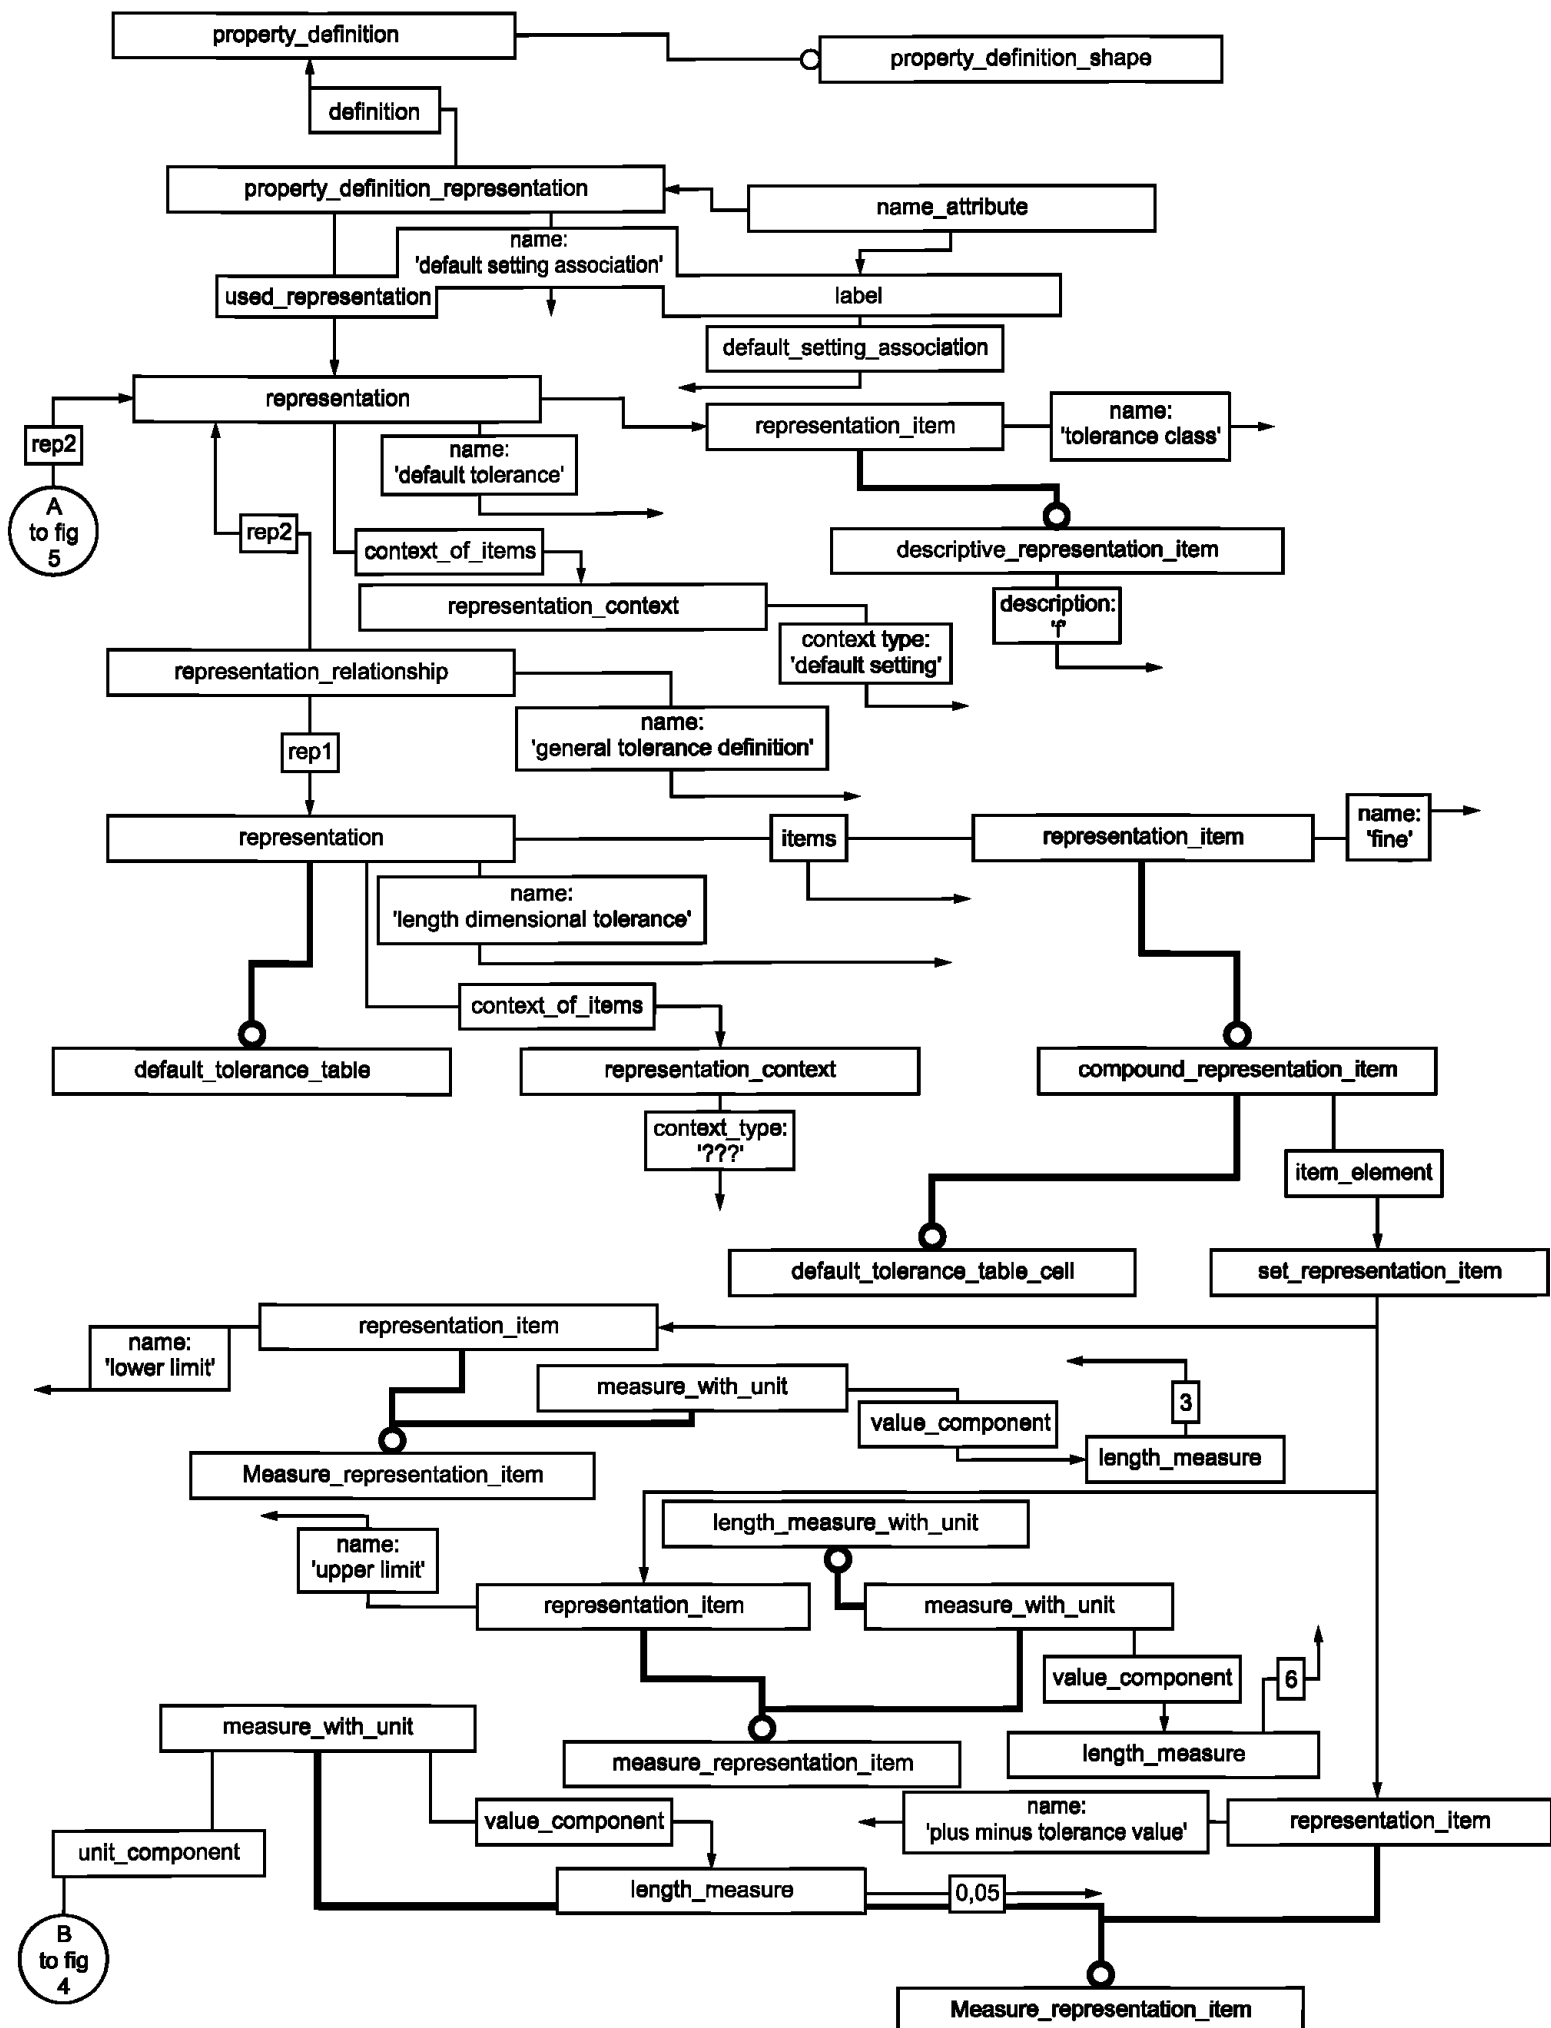 property_definition
property_definition_shape
definition
property_definition_representation
name_attribute
name:
'default setting association'
used_representation
label
default_setting_association
representation
representation_item
name:
'tolerance class'
rep2
name:
'default tolerance'
A
to fig
5
rep2
context_of_items
descriptive_representation_item
representation_context
description:
'f'
context type:
'default setting'
representation_relationship
name:
'general tolerance definition'
rep1
representation
items
representation_item
name:
'fine'
name:
'length dimensional tolerance'
context_of_items
default_tolerance_table
representation_context
compound_representation_item
context_type:
'???'
item_element
default_tolerance_table_cell
set_representation_item
representation_item
name:
'lower limit'
measure_with_unit
3
value_component
length_measure
Measure_representation_item
length_measure_with_unit
name:
'upper limit'
representation_item
measure_with_unit
value_component
6
measure_with_unit
length_measure
measure_representation_item
name:
'plus minus tolerance value'
representation_item
value_component
unit_component
length_measure
0,05
B
to fig
4
Measure_representation_item